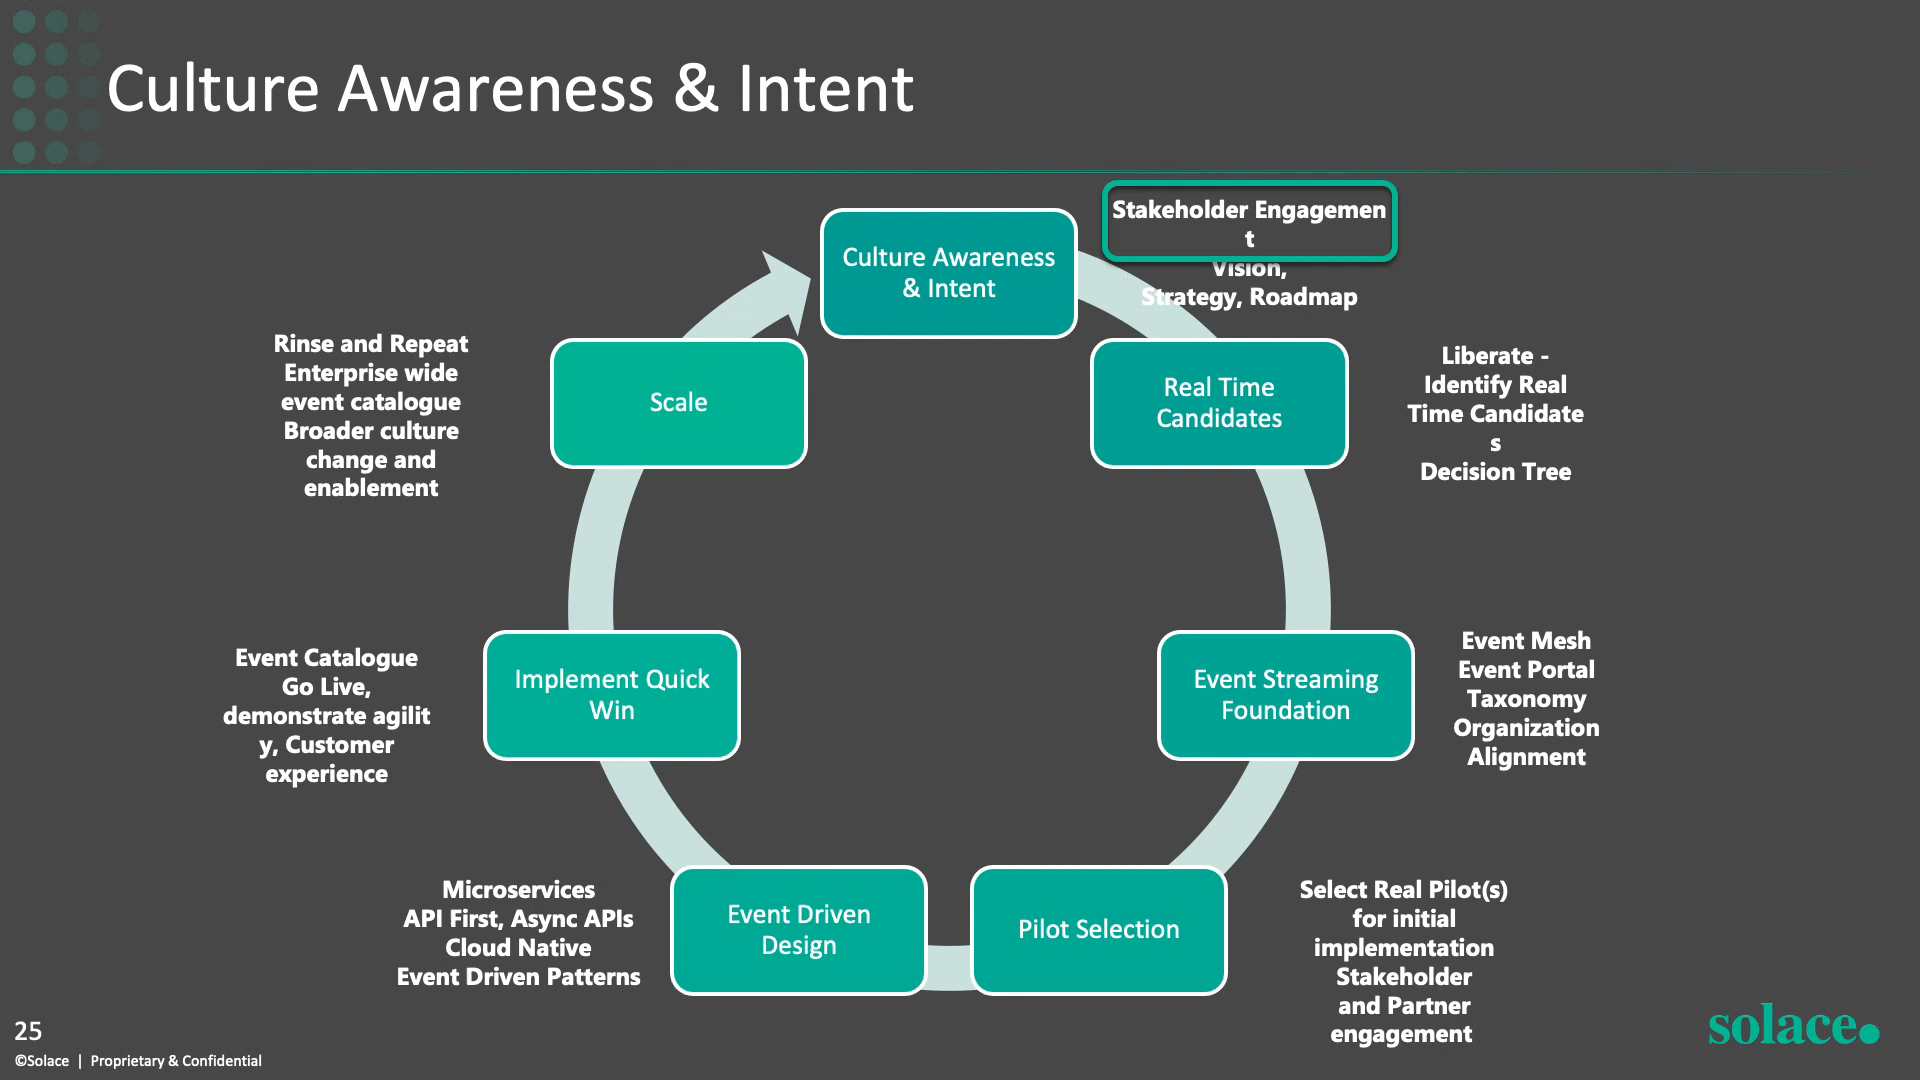 Culture Awareness & Intent
Culture Awareness
& Intent
Stakeholder Engagemen
t
Vision,
Strategy, Roadmap
Real Time
Candidates
Liberate -
Identify Real
Time Candidate
s
Decision Tree
Event Streaming
Foundation
Event Mesh
Event Portal
Taxonomy
Organization
Alignment
Pilot Selection
Select Real Pilot(s)
for initial
implementation
Stakeholder
and Partner
engagement
Event Driven
Design
Microservices
API First, Async APIs
Cloud Native
Event Driven Patterns
Implement Quick
Win
Event Catalogue
Go Live,
demonstrate agilit
y, Customer
experience
Scale
Rinse and Repeat
Enterprise wide
event catalogue
Broader culture
change and
enablement
25
©Solace | Proprietary & Confidential
solace.